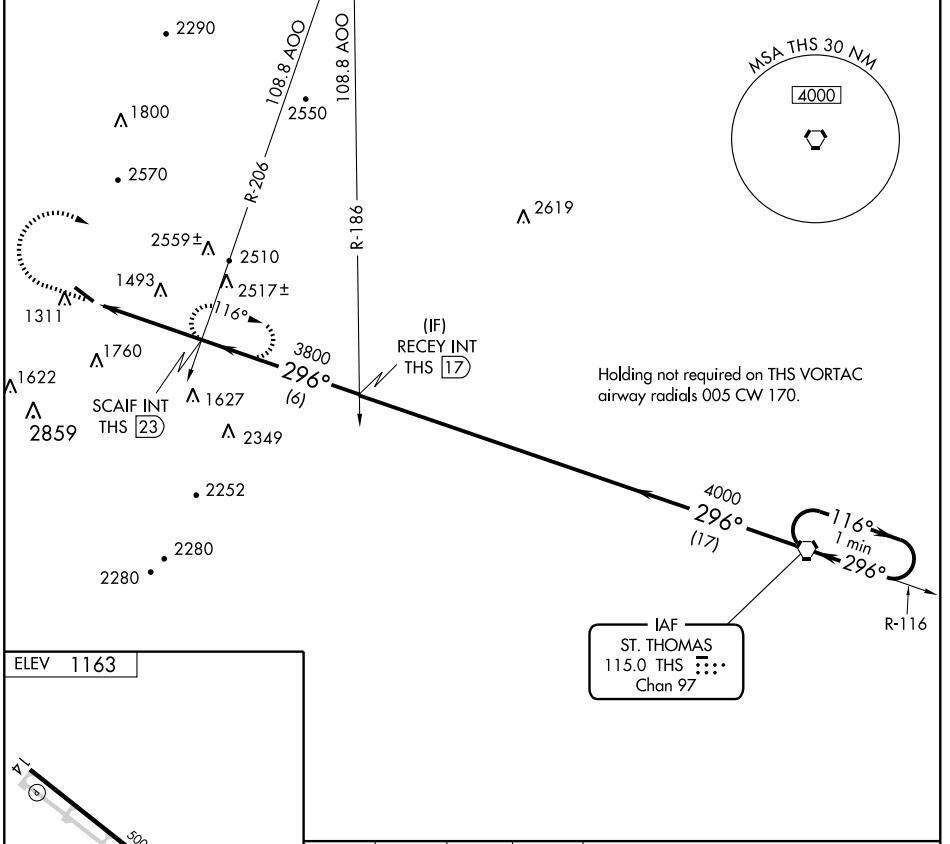 2290
108.8 AOO
108.8 AOO
MSA THS 30 NM
4000
1800
2550
2570
R-206
R-186
2619
2559 ±
2510
1493
2517 ±
1311
116°
(IF)
RECEY INT
THS 17
3800
296°
(6)
1760
1622
SCAIF INT
THS 23
1627
2859
2349
Holding not required on THS VORTAC
airway radials 005 CW 170.
2252
4000
296°
(17)
116°
1 min
296°
2280
2280
R-116
IAF
ST. THOMAS
115.0 THS
Chan 97
ELEV 1163
14
P
500